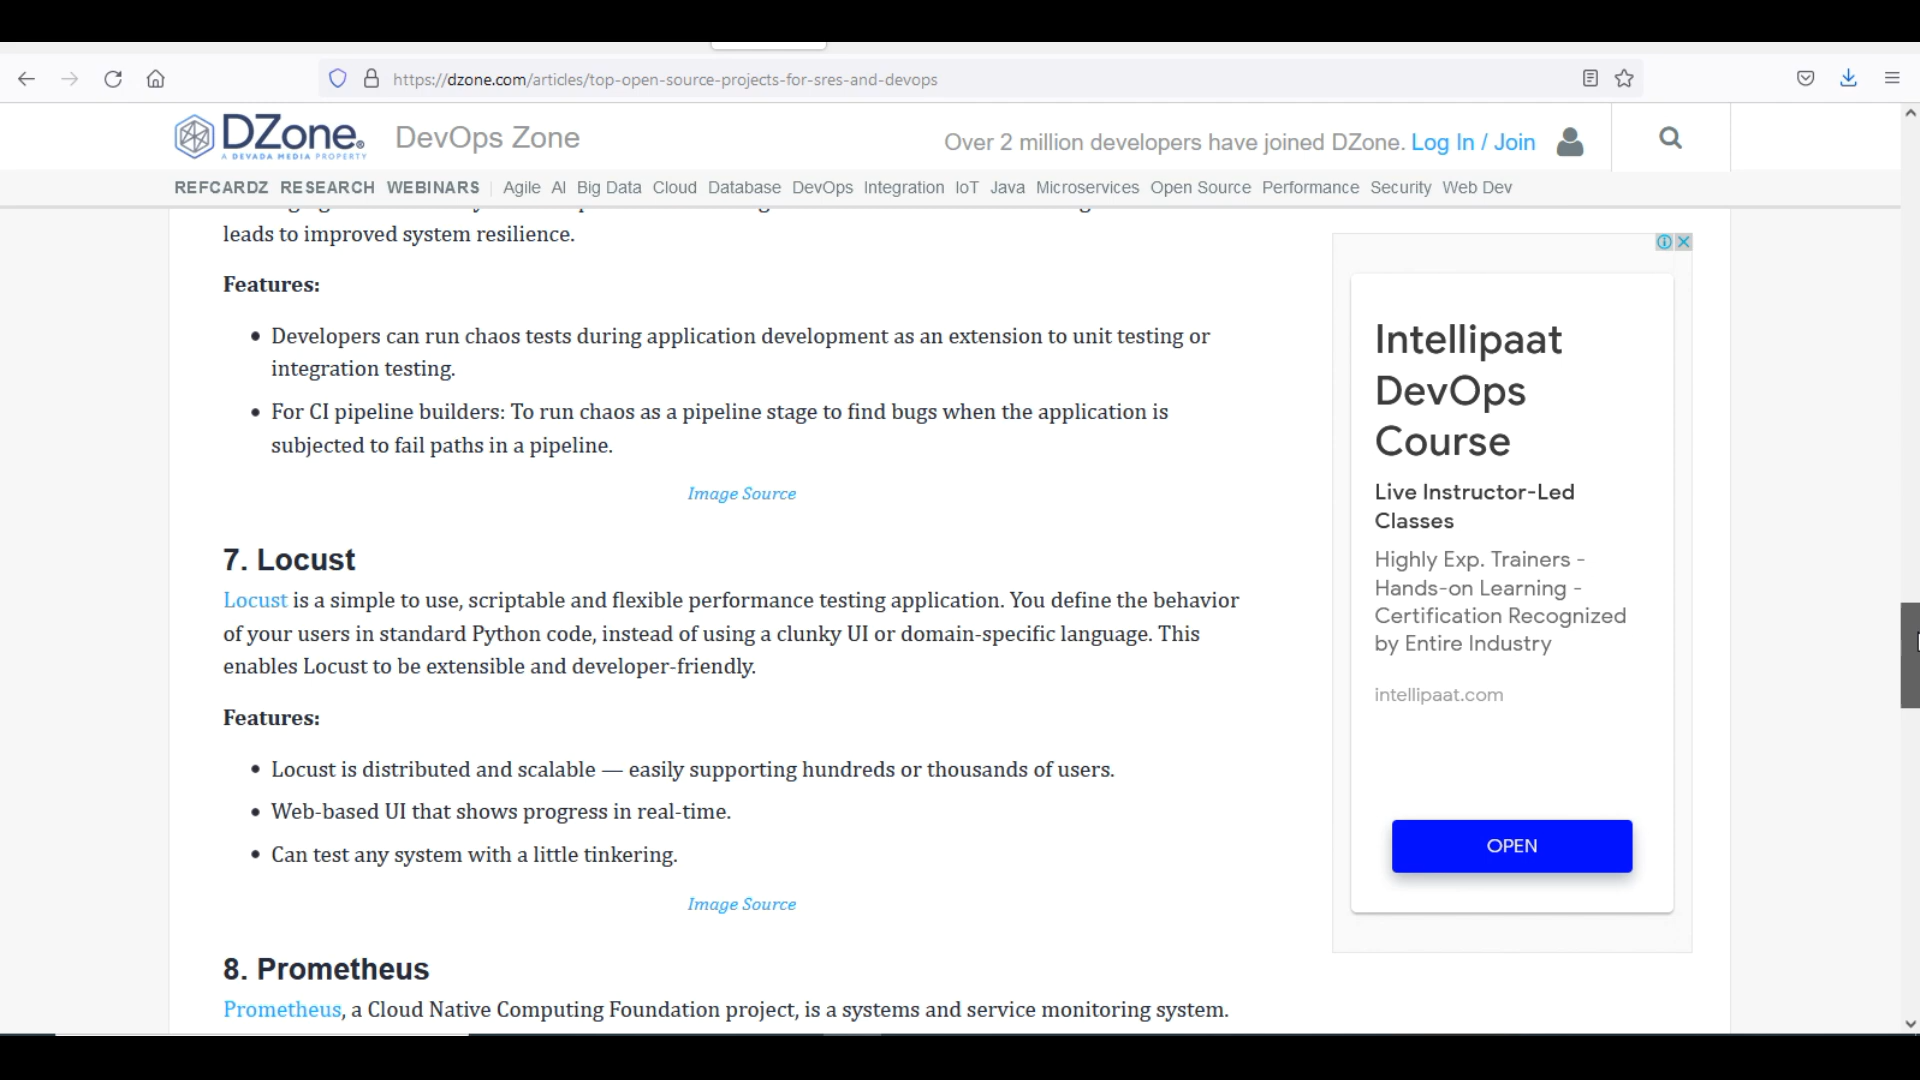 https://dzone.com/articles/top-open-source-projects-for-sres-and-devops
DZone. DevOps Zone Over 2 million developers have joined DZone. Log In / Join
A DEVADA MEDIA PROPERTY
REFCARDZ RESEARCH WEBINARS Agile AI Big Data Cloud Database DevOps Integration IoT Java Microservices Open Source Performance Security Web Dev
leads to improved system resilience.
Features:
• Developers can run chaos tests during application development as an extension to unit testing or
integration testing.
• For CI pipeline builders: To run chaos as a pipeline stage to find bugs when the application is
subjected to fail paths in a pipeline.
Image Source
7. Locust
Locust is a simple to use, scriptable and flexible performance testing application. You define the behavior
of your users in standard Python code, instead of using a clunky UI or domain-specific language. This
enables Locust to be extensible and developer-friendly.
Features:
• Locust is distributed and scalable — easily supporting hundreds or thousands of users.
• Web-based UI that shows progress in real-time.
• Can test any system with a little tinkering.
Image Source
8. Prometheus
Prometheus, a Cloud Native Computing Foundation project, is a systems and service monitoring system.
Intellipaat
DevOps
Course
Live Instructor-Led
Classes
Highly Exp. Trainers -
Hands-on Learning -
Certification Recognized
by Entire Industry
intellipaat.com
OPEN